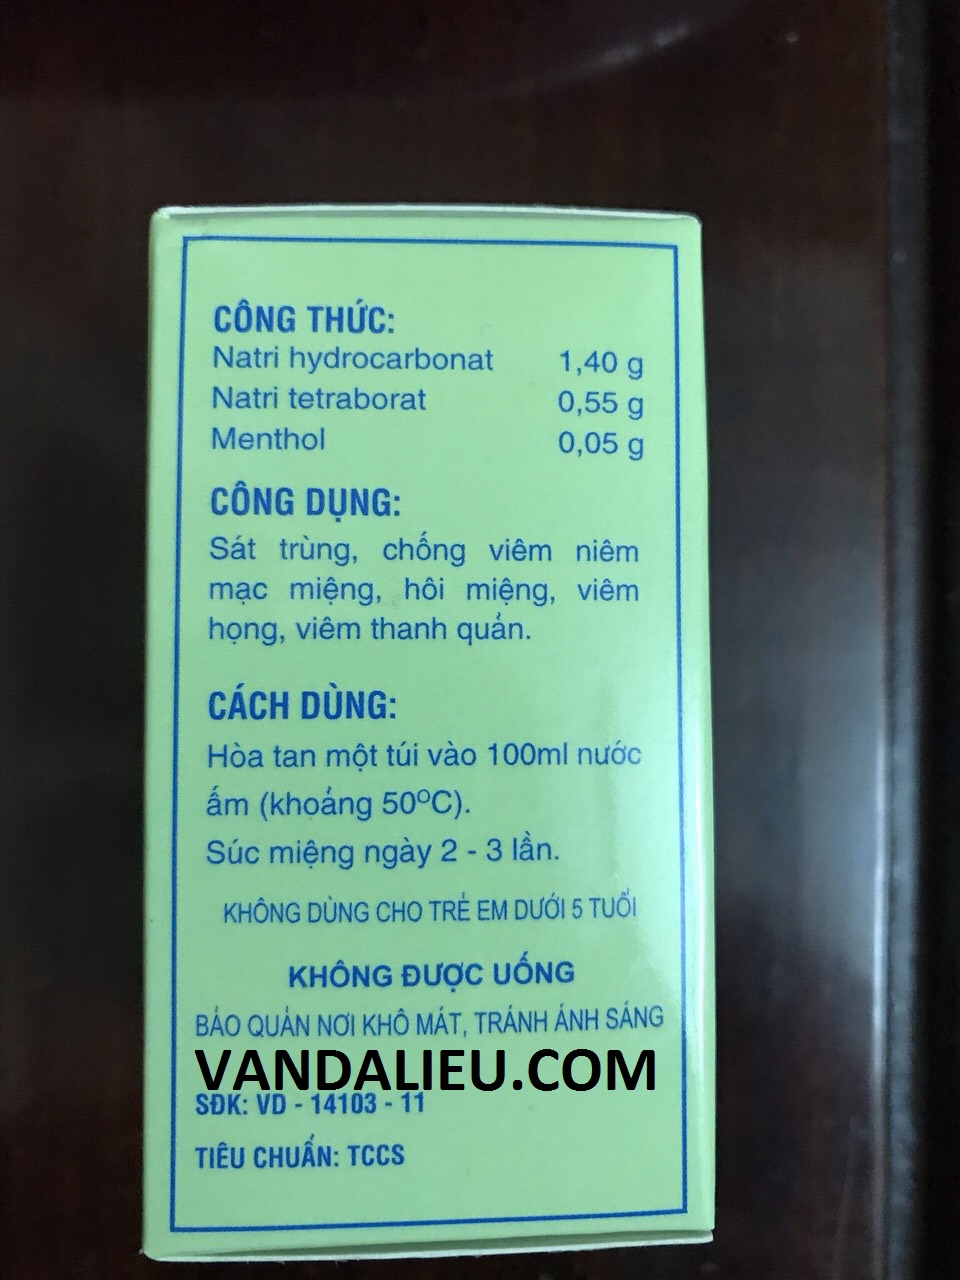 CÔNG THỨC:
Natri hydrocarbonat 1,40 g
Natri tetraborat 0,55 g
Menthol 0,05 g
CÔNG DỤNG:
Sát trùng, chống viêm niêm
mạc miệng, hôi miệng, viêm
họng, viêm thanh quản.
CÁCH DÙNG:
Hòa tan một túi vào 100ml nước
ấm (khoảng 50ºC).
Súc miệng ngày 2 - 3 lần.
KHÔNG DÙNG CHO TRẺ EM DƯỚI 5 TUỔI
KHÔNG ĐƯỢC UỐNG
BẢO QUẢN NƠI KHÔ MÁT, TRÁNH ÁNH SÁNG
VANDALIEU.COM
SĐK: VD - 14103 - 11
TIÊU CHUẨN: TCCS